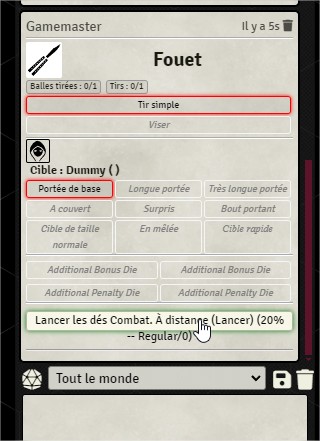 Gamemaster
Il y a 5s
Fouet
Balles tirées : 0/1
Tirs : 0/1
Tir simple
Viser
Cible : Dummy ( )
Portée de base
Longue portée
Très longue portée
A couvert
Surpris
Bout portant
Cible de taille
normale
En mêlée
Cible rapide
Additional Bonus Die
Additional Bonus Die
Additional Penalty Die
Additional Penalty Die
Lancer les dés Combat. À distance (Lancer) (20%
-- Regular/0)
Tout le monde